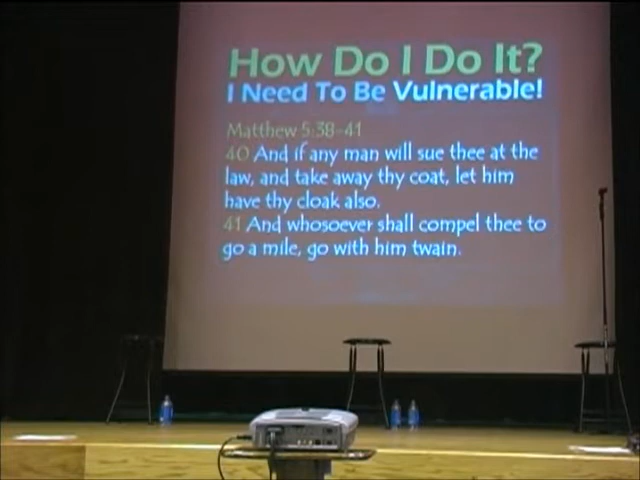 How Do I Do It?
I Need To Be Vulnerable!
Matthew 5:38-41
40 And if any man will sue thee at the
law, and take away thy coat, let him
have thy cloak also.
41 And whosoever shall compel thee to
go a mile, go with him twain.